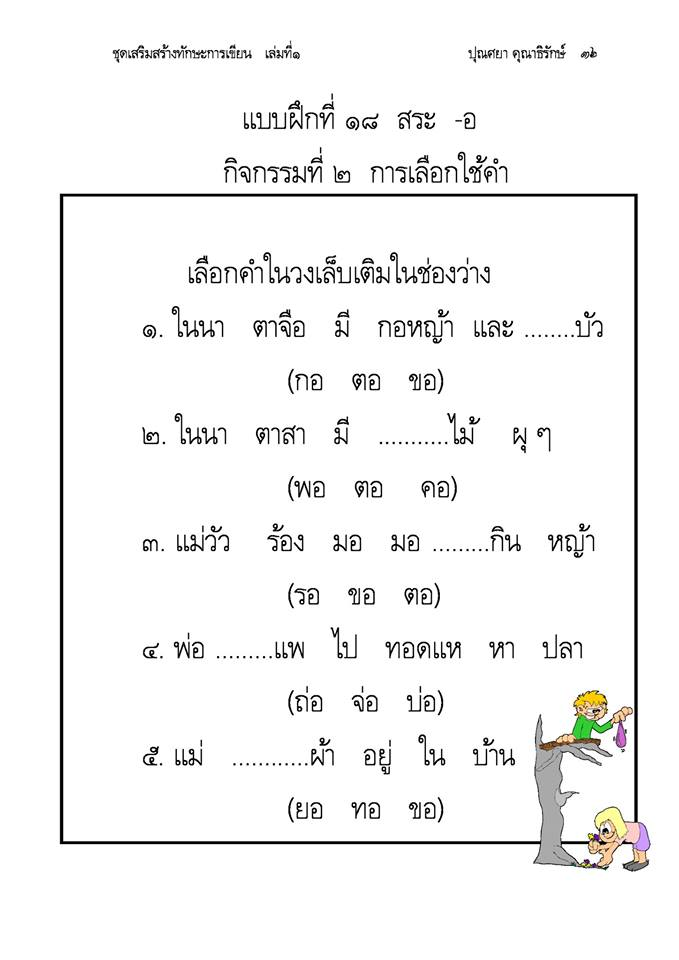 ชุดเสริมสร้างทักษะการเขียน เล่มที่๑ ปุณศยา คุณาธิรักษ์ ๓๒
แบบฝึกที่ ๑๘ สระ -อ
กิจกรรมที่ ๒ การเลือกใช้คำ
เลือกคำในวงเล็บเติมในช่องว่าง
๑. ในนา ตาจือ มี กอหญ้า และ ........บัว
(กอ ตอ ขอ)
๒. ในนา ตาสา มี ...........ไม้ ผุ ๆ
(พอ ตอ คอ)
๓. แม่วัว ร้อง มอ มอ .........กิน หญ้า
(รอ ขอ ตอ)
๔. พ่อ .........แพ ไป ทอดแห หา ปลา
(ถ่อ จ่อ บ่อ)
๕. แม่ ............ผ้า อยู่ ใน บ้าน
(ยอ ทอ ขอ)